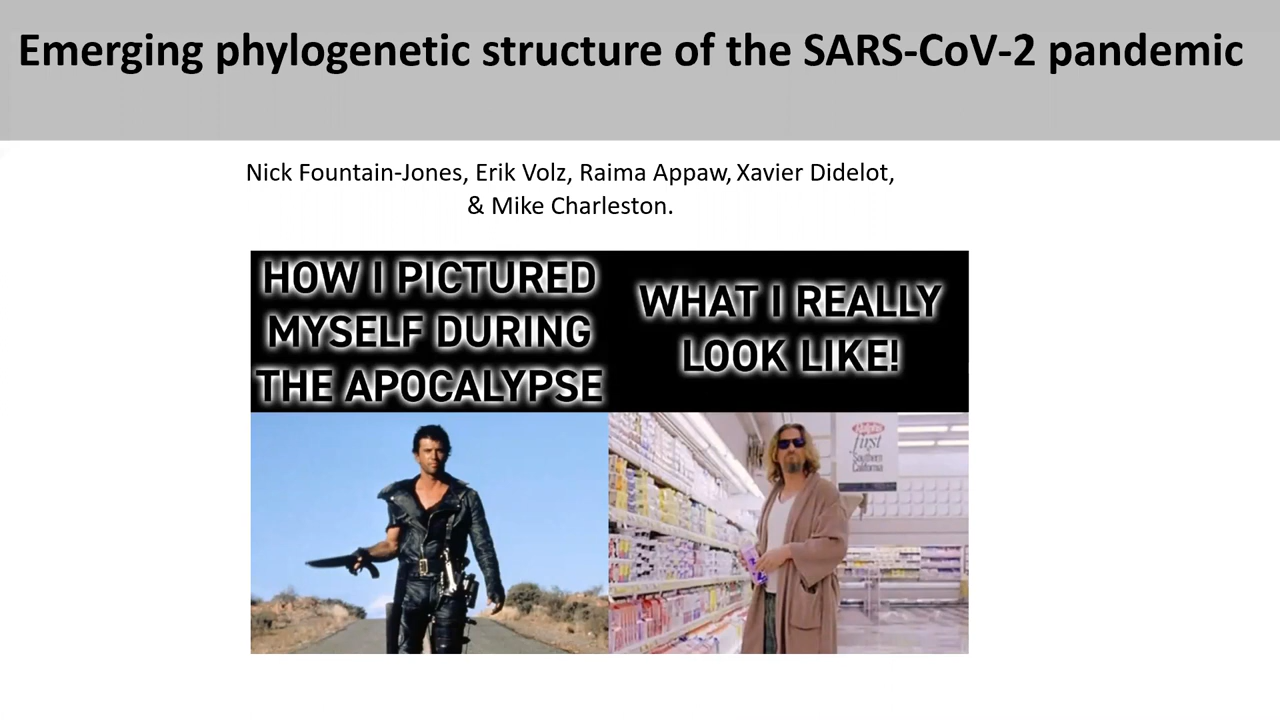 Emerging phylogenetic structure of the SARS-CoV-2 pandemic
Nick Fountain-Jones, Erik Volz, Raima Appaw, Xavier Didelot,
& Mike Charleston.
HOW I PICTURED
MYSELF DURING
THE APOCALYPSE
WHAT I REALLY
LOOK LIKE!
first
Southern
California